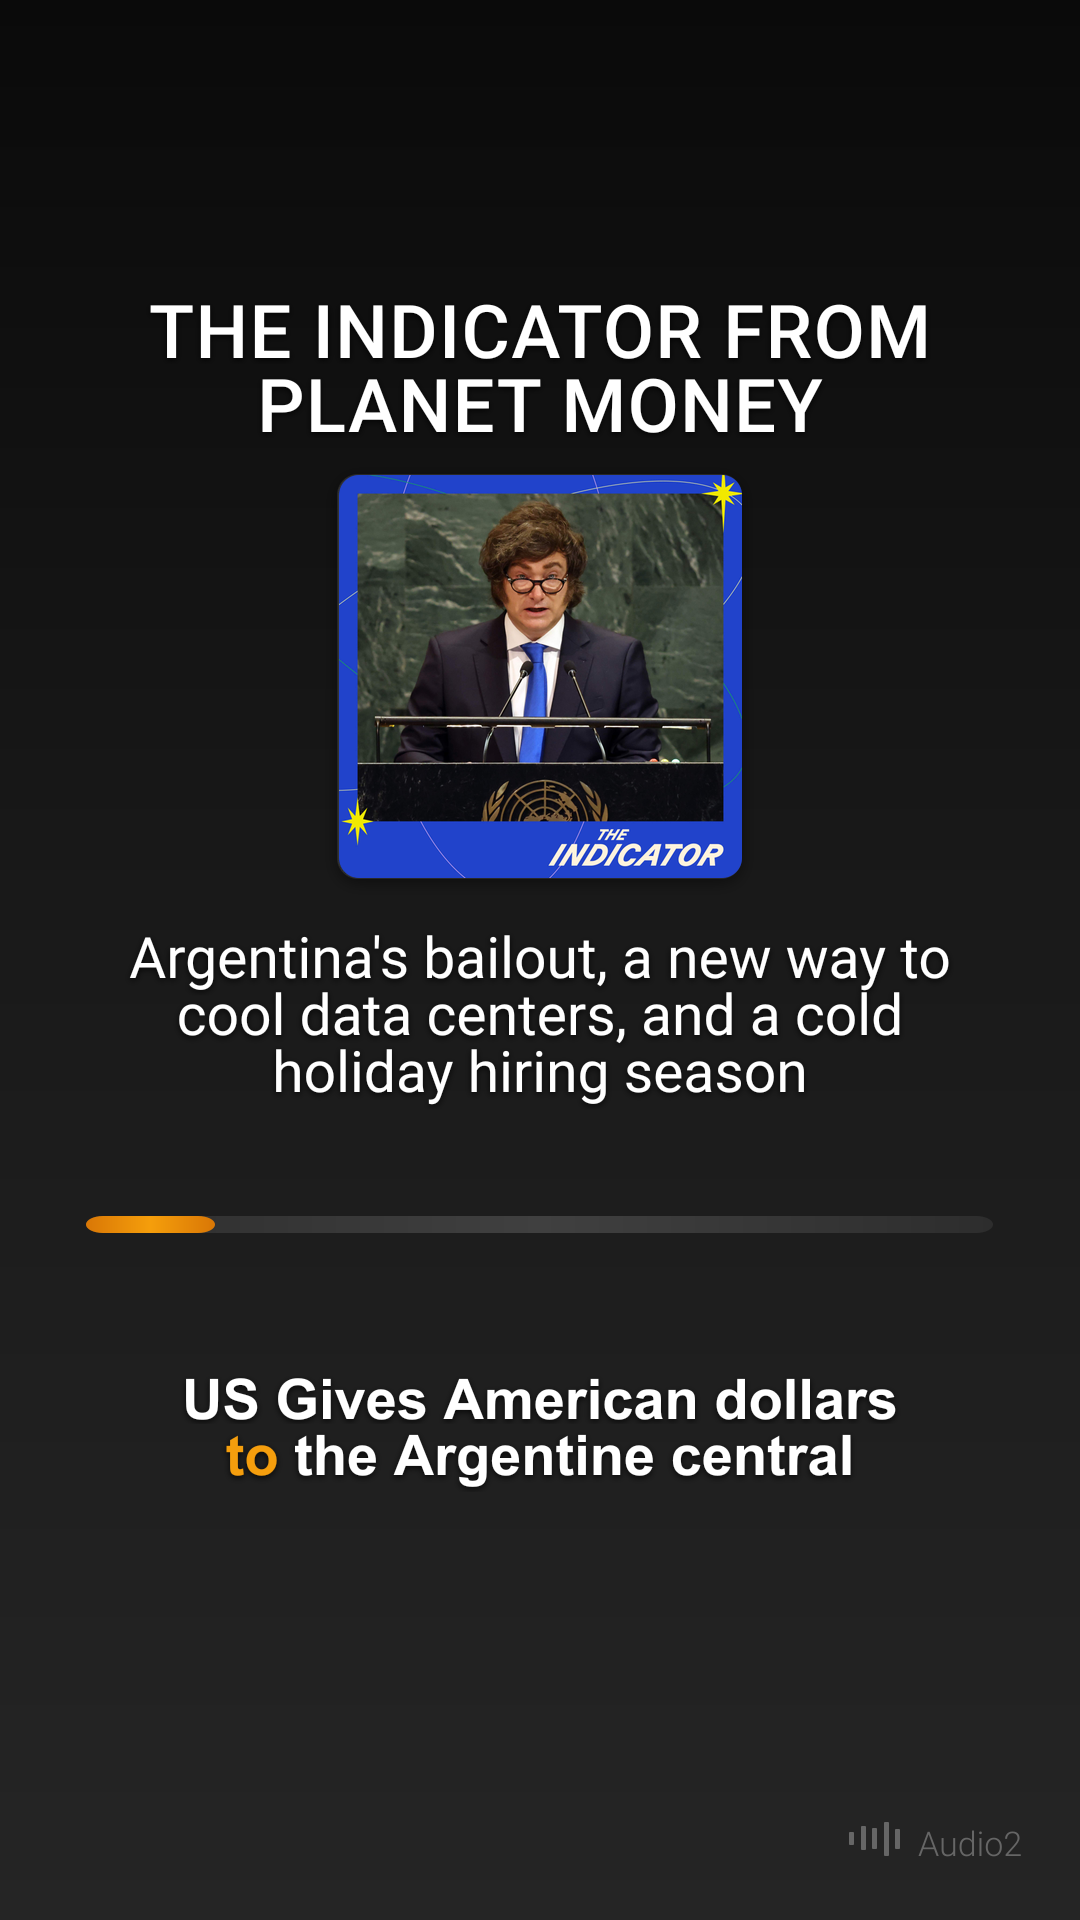 THE INDICATOR FROM
PLANET MONEY
THE
INDICATOR
Argentina's bailout, a new way to
cool data centers, and a cold
holiday hiring season
US Gives American dollars
to the Argentine central
Audio2